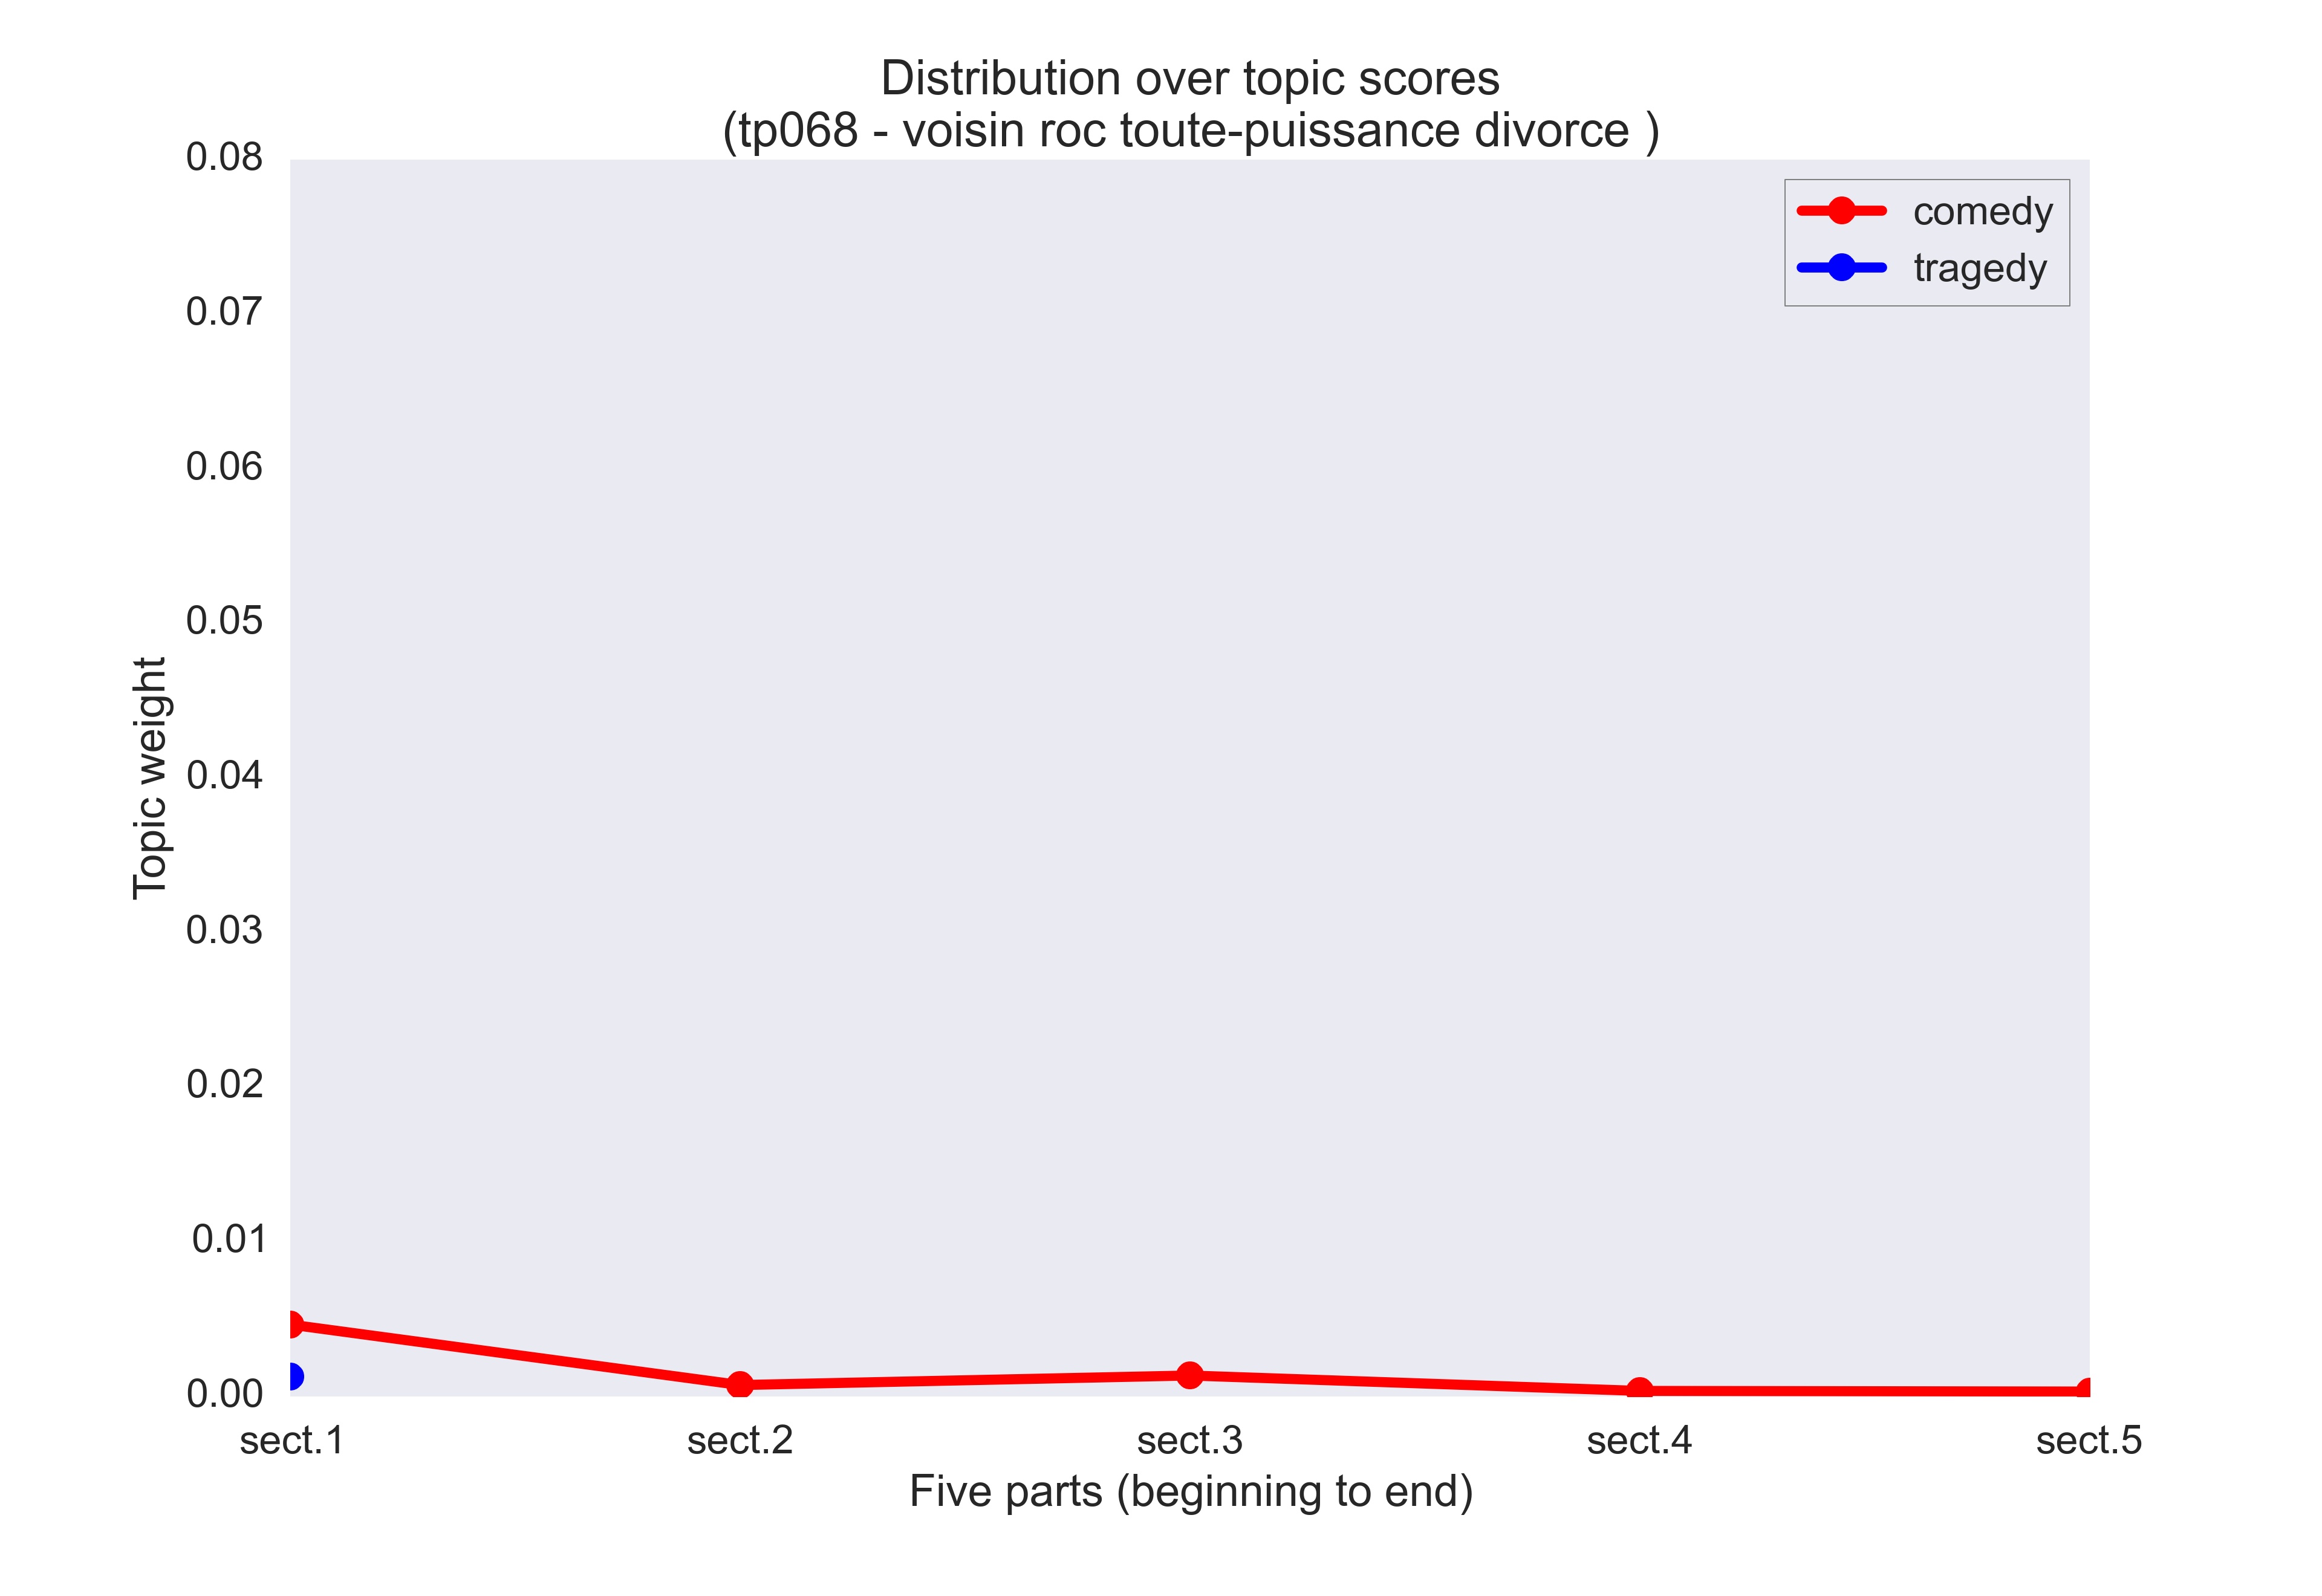 Distribution over topic scores
(tp068 - voisin roc toute-puissance divorce )
comedy
tragedy
Topic weight
0.08
0.07
0.06
0.05
0.04
0.03
0.02
0.01
0.00
sect.1 sect.2 sect.3 sect.4 sect.5
Five parts (beginning to end)